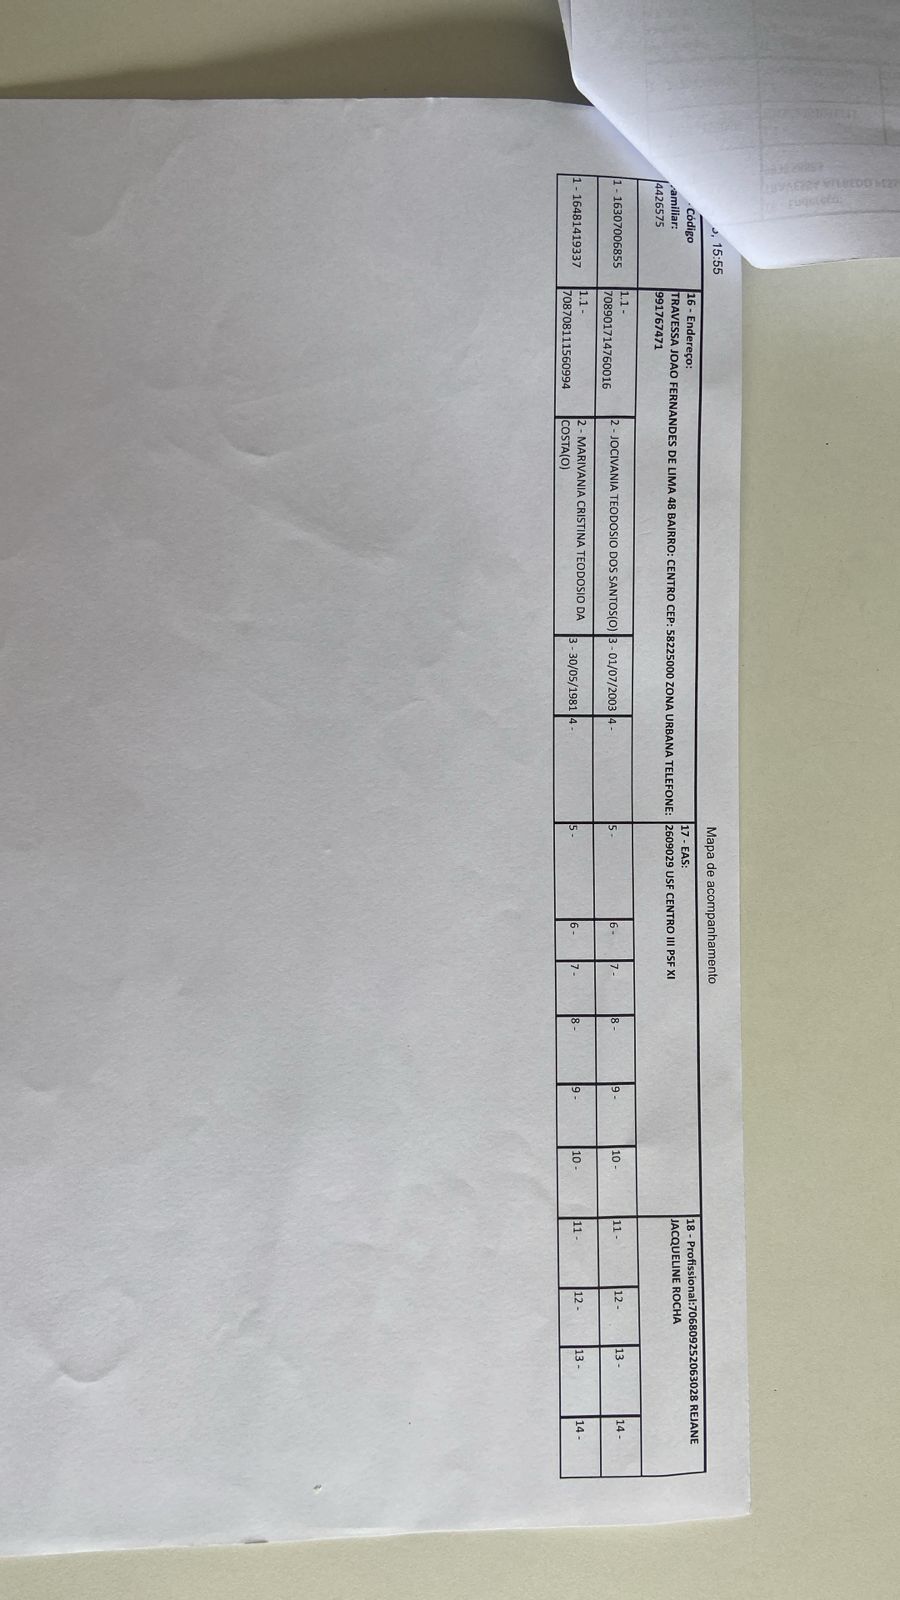 , 15:55
Mapa de acompanhamento
Código
amiliar:
4426575
16 - Endereço:
TRAVESSA JOAO FERNANDES DE LIMA 48 BAIRRO: CENTRO CEP: 58225000 ZONA URBANA TELEFONE:
991767471
17 - EAS:
2609029 USF CENTRO III PSF XI
18 - Profissional:706809252063028 REJANE
JACQUELINE ROCHA
1 - 16307006855
1.1 -
708901714760016
2 - JOCIVANIA TEODOSIO DOS SANTOS(O)
3 - 01/07/2003
4 -
5 -
6 -
7 -
8 -
9 -
10 -
11 -
12 -
13 -
14 -
1 - 16481419337
1.1 -
708708111560994
2 - MARIVANIA CRISTINA TEODOSIO DA
COSTA(O)
3 - 30/05/1981
4 -
5 -
6 -
7 -
8 -
9 -
10 -
11 -
12 -
13 -
14 -